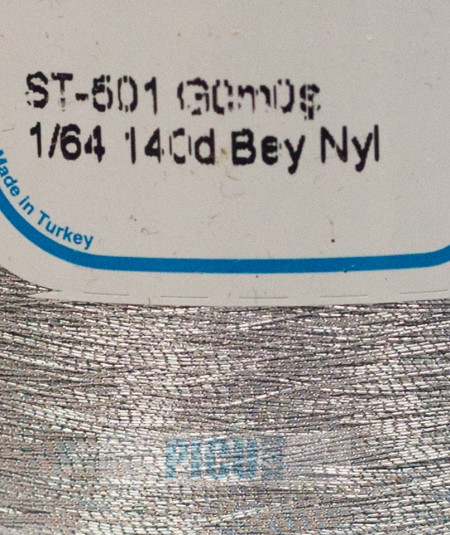 ST-501 Gümüş
1/64 140d Bey Nyl
Made in Turkey